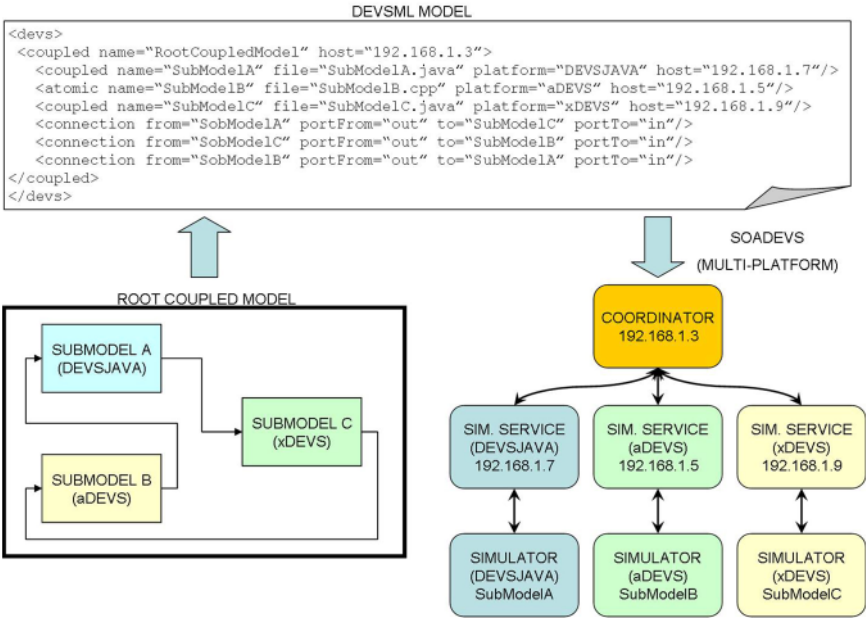 DEVSML MODEL
<devs>
<coupled name="RootCoupledModel" host="192.168.1.3">
<coupled name="SubModelA" file="SubModelA.java" platform="DEVSJAVA" host="192.168.1.7"/>
<atomic name="SubModelB" file="SubModelB.cpp" platform="aDEVS" host="192.168.1.5"/>
<coupled name="SubModelC" file="SubModelC.java" platform="xDEVS" host="192.168.1.9"/>
<connection from="SobModelA" portFrom="out" to="SubModelC" portTo="in"/>
<connection from="SobModelC" portFrom="out" to="SubModelB" portTo="in"/>
<connection from="SobModelB" portFrom="out" to="SubModelA" portTo="in"/>
</coupled>
</devs>
SOADEVS
(MULTI-PLATFORM)
ROOT COUPLED MODEL
SUBMODEL A
(DEVSJAVA)
SUBMODEL C
(xDEVS)
SUBMODEL B
(aDEVS)
COORDINATOR
192.168.1.3
SIM. SERVICE
(DEVSJAVA)
192.168.1.7
SIM. SERVICE
(aDEVS)
192.168.1.5
SIM. SERVICE
(xDEVS)
192.168.1.9
SIMULATOR
(DEVSJAVA)
SubModelA
SIMULATOR
(aDEVS)
SubModelB
SIMULATOR
(xDEVS)
SubModelC